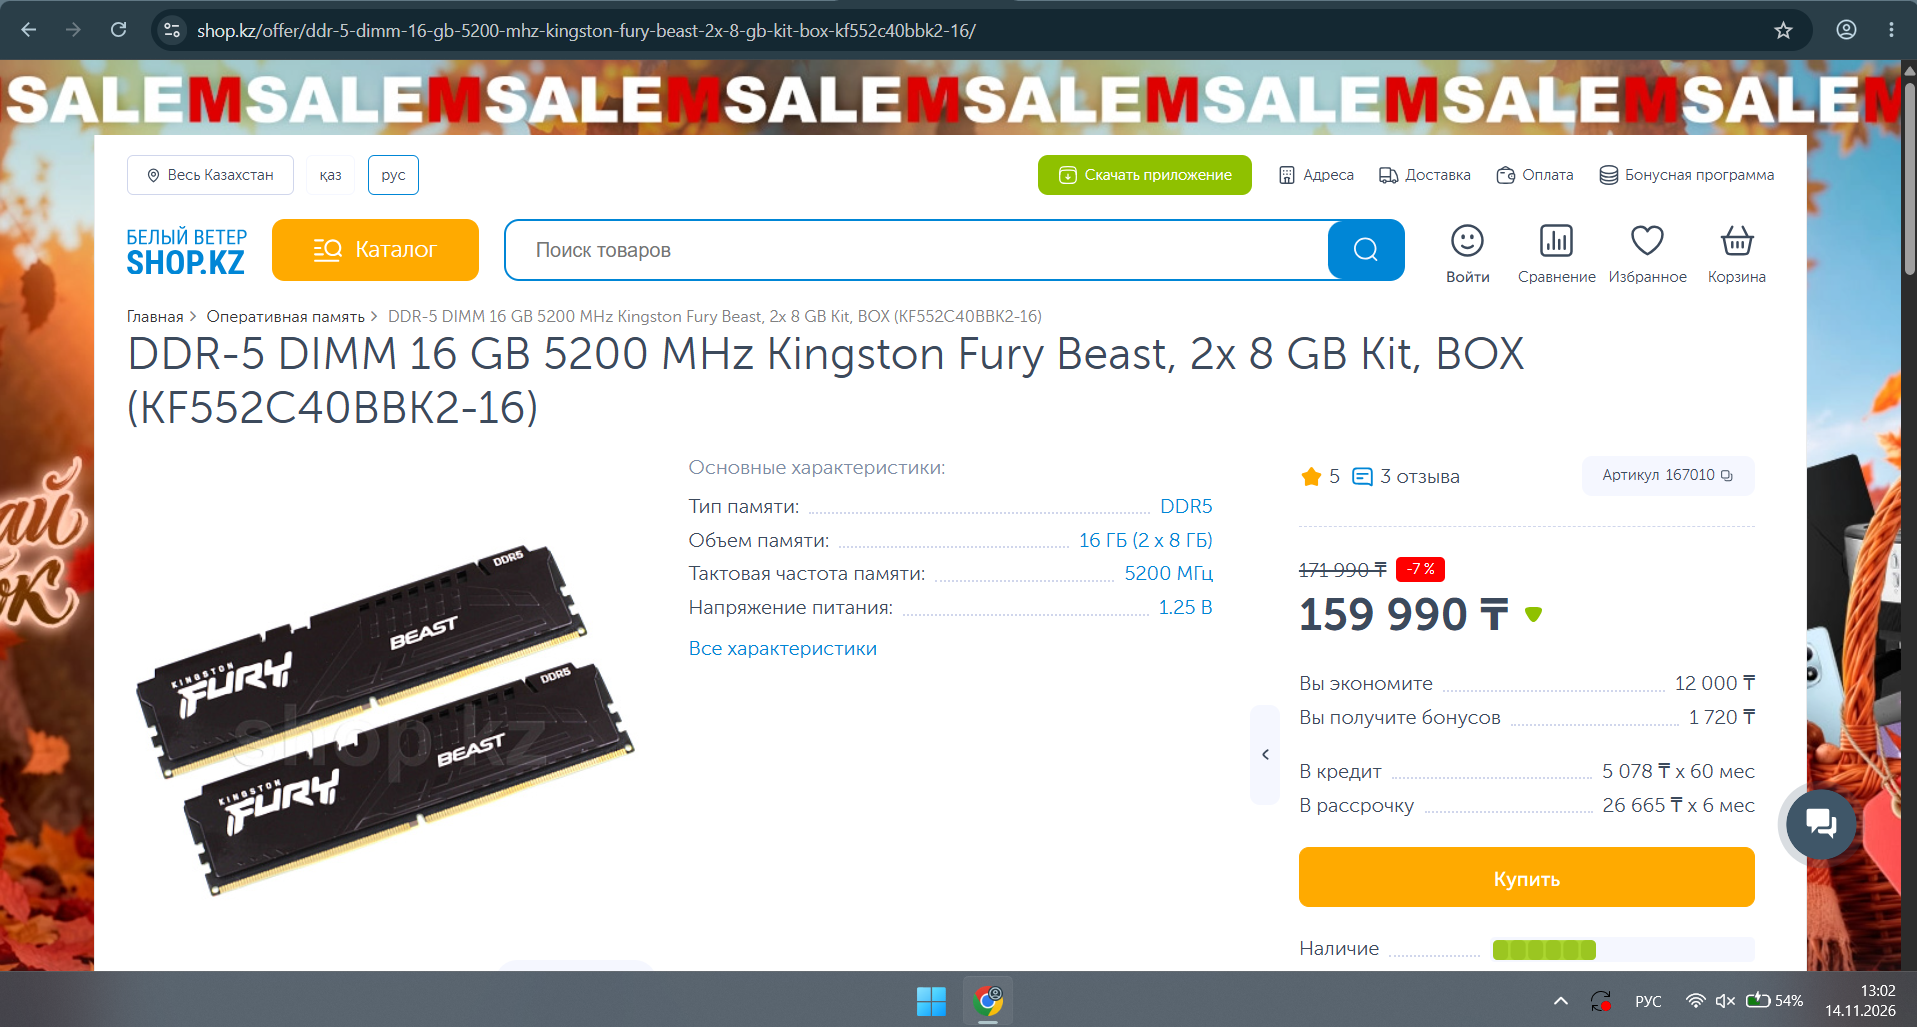 shop.kz/offer/ddr-5-dimm-16-gb-5200-mhz-kingston-fury-beast-2x-8-gb-kit-box-kf552c40bbk2-16/
SALEMSALEMSALEMSALEMSALEMSALEMSALEMSALEM
Весь Казахстан
қаз
рус
Скачать приложение
Адреса
Доставка
Оплата
Бонусная программа
БЕЛЫЙ ВЕТЕР
SHOP.KZ
Каталог
Поиск товаров
Войти
Сравнение
Избранное
Корзина
Главная > Оперативная память > DDR-5 DIMM 16 GB 5200 MHz Kingston Fury Beast, 2x 8 GB Kit, BOX (KF552C40BBK2-16)
DDR-5 DIMM 16 GB 5200 MHz Kingston Fury Beast, 2x 8 GB Kit, BOX
(KF552C40BBK2-16)
KINGSTON
FURY
BEAST
DDR5
KINGSTON
FURY
BEAST
DDR5
shop.kz
Основные характеристики:
Тип памяти: DDR5
Объем памяти: 16 ГБ (2 x 8 ГБ)
Тактовая частота памяти: 5200 МГц
Напряжение питания: 1.25 В
Все характеристики
5
3 отзыва
Артикул 167010
171 990 ₸ -7 %
159 990 ₸
Вы экономите 12 000 ₸
Вы получите бонусов 1 720 ₸
В кредит 5 078 ₸ x 60 мес
В рассрочку 26 665 ₸ x 6 мес
Купить
Наличие
РУС
54%
13:02
14.11.2026